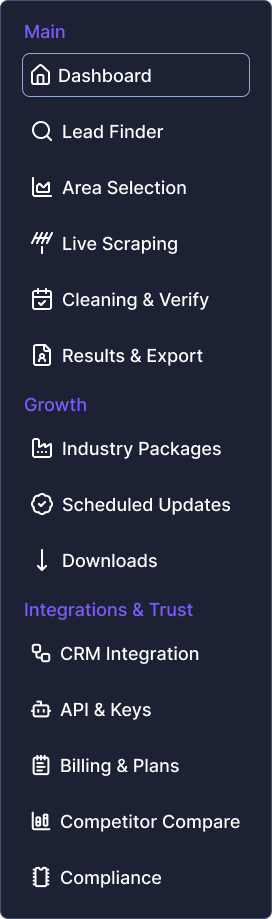 Main
Dashboard
Lead Finder
Area Selection
Live Scraping
Cleaning & Verify
Results & Export
Growth
Industry Packages
Scheduled Updates
Downloads
Integrations & Trust
CRM Integration
API & Keys
Billing & Plans
Competitor Compare
Compliance